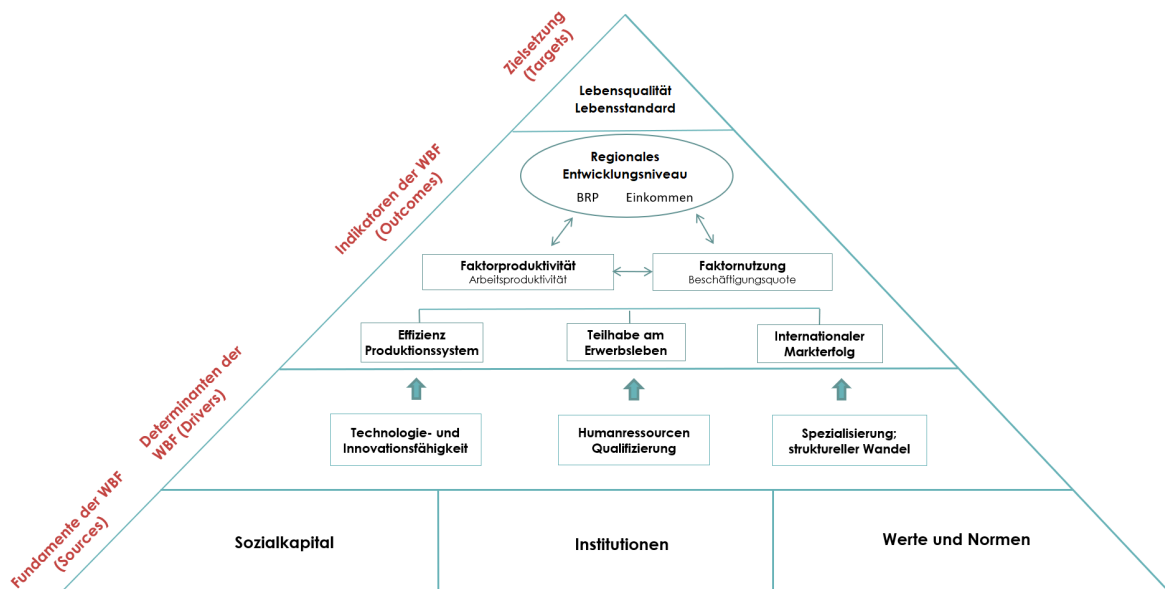 Zielsetzung
(Targets)
Lebensqualität
Lebensstandard
Indikatoren der WBF
(Outcomes)
Regionales
Entwicklungsniveau
BRP Einkommen
Faktorproduktivität
Arbeitsproduktivität
Faktornutzung
Beschäftigungsquote
Effizienz
Produktionssystem
Teilhabe am
Erwerbsleben
Internationaler
Markterfolg
Determinanten der
WBF (Drivers)
Technologie- und
Innovationsfähigkeit
Humanressourcen
Qualifizierung
Spezialisierung;
struktureller Wandel
Fundamente der WBF
(Sources)
Sozialkapital
Institutionen
Werte und Normen